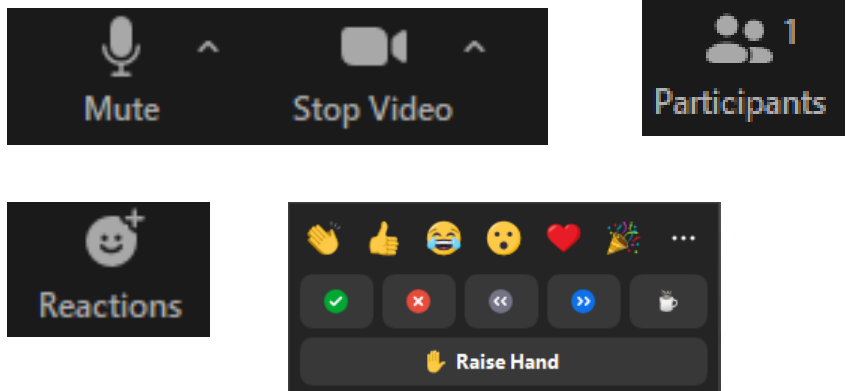 Mute
Stop Video
1
Participants
Reactions
Raise Hand